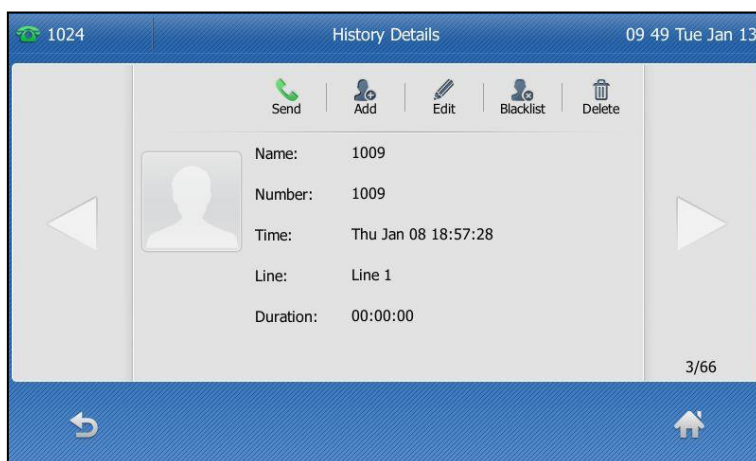 1024 History Details 09 49 Tue Jan 13
Send Add Edit Blacklist Delete
Name: 1009
Number: 1009
Time: Thu Jan 08 18:57:28
Line: Line 1
Duration: 00:00:00
3/66